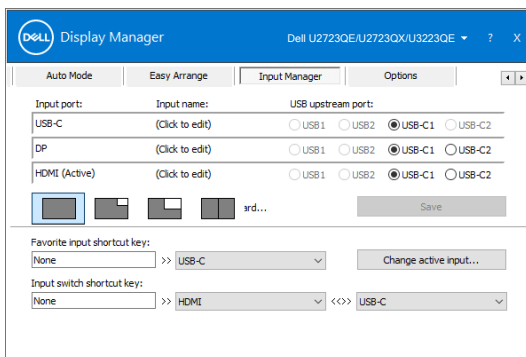 DELL Display Manager Dell U2723QE/U2723QX/U3223QE ? X
Auto Mode Easy Arrange Input Manager Options
Input port: Input name: USB upstream port:
USB-C (Click to edit) USB1 USB2 USB-C1 USB-C2
DP (Click to edit) USB1 USB2 USB-C1 USB-C2
HDMI (Active) (Click to edit) USB1 USB2 USB-C1 USB-C2
ard... Save
Favorite input shortcut key:
None >> USB-C Change active input...
Input switch shortcut key:
None >> HDMI <<>> USB-C